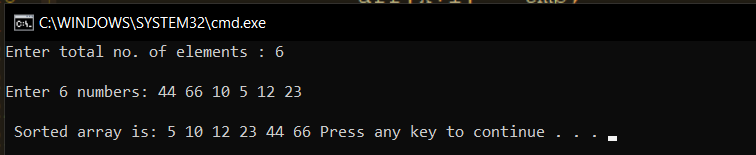 C:\WINDOWS\SYSTEM32\cmd.exe
Enter total no. of elements : 6
Enter 6 numbers: 44 66 10 5 12 23
Sorted array is: 5 10 12 23 44 66 Press any key to continue . . .